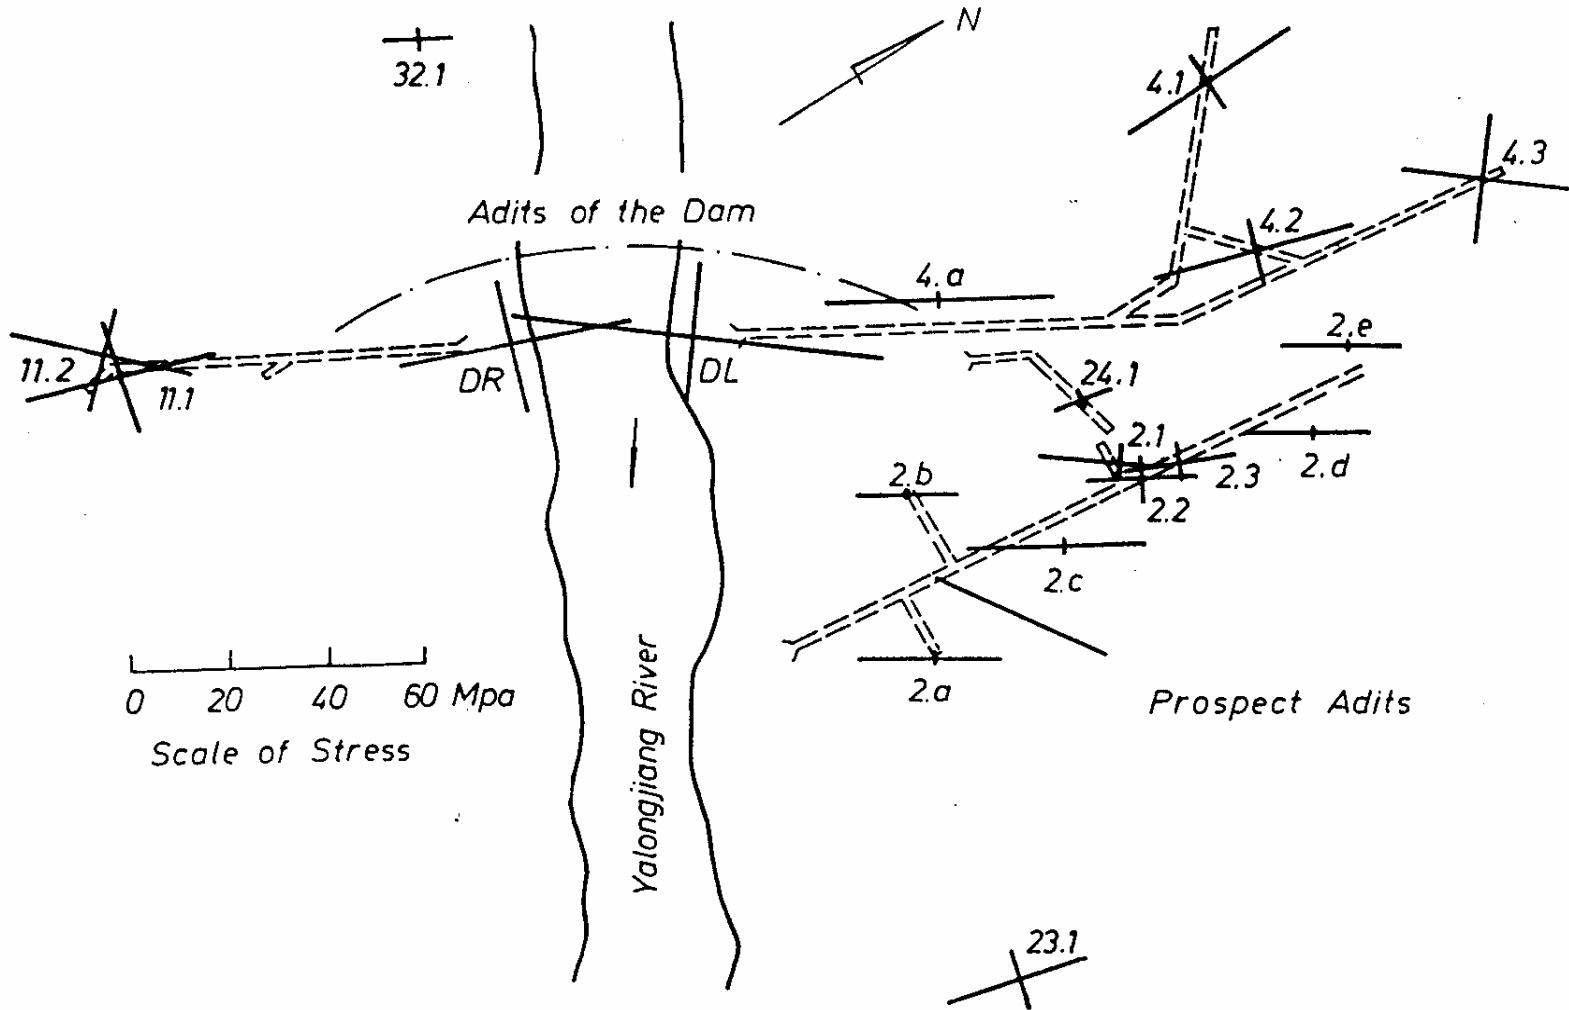 N
32.1
4.1
4.3
Adits of the Dam
4.2
4.a
2.e
11.2
DR
DL
24.1
11.1
2.1
2.b
2.3
2.d
2.2
2.c
2.a
0 20 40 60 Mpa
Scale of Stress
Yalongjiang River
Prospect Adits
23.1